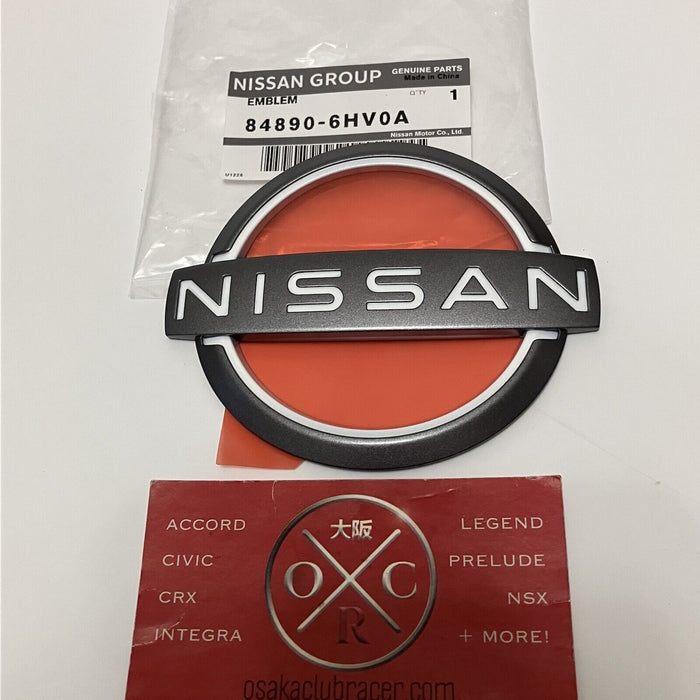 NISSAN GROUP GENUINE PARTS
Made in China
EMBLEM Q'TY 1
84890-6HV0A
Nissan Motor Co., Ltd.
U1226
NISSAN
大阪
ACCORD LEGEND
CIVIC PRELUDE
O C
CRX NSX
R
INTEGRA + MORE!
osakaclubracer.com